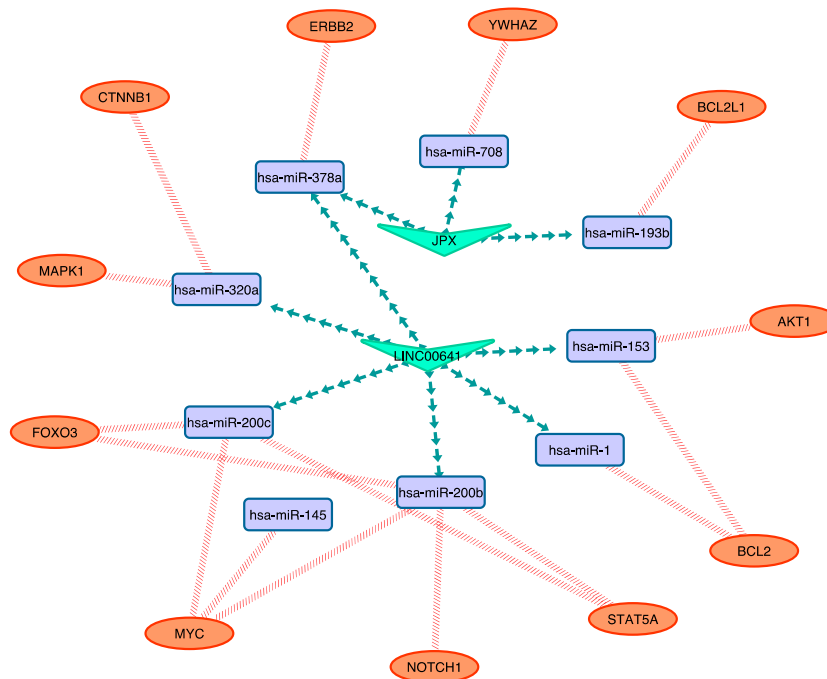 ERBB2
YWHAZ
CTNNB1
BCL2L1
hsa-miR-708
hsa-miR-378a
hsa-miR-193b
JPX
MAPK1
hsa-miR-320a
AKT1
hsa-miR-153
LINC00641
hsa-miR-200c
FOXO3
hsa-miR-1
hsa-miR-200b
hsa-miR-145
BCL2
STAT5A
MYC
NOTCH1